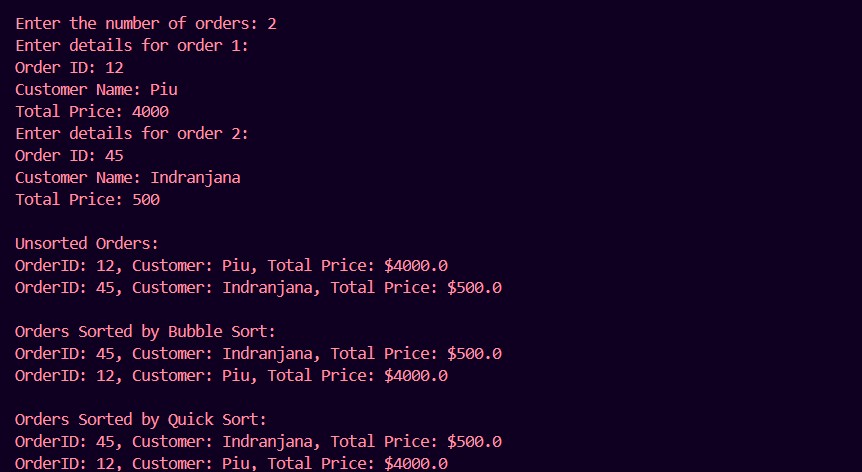 Enter the number of orders: 2
Enter details for order 1:
Order ID: 12
Customer Name: Piu
Total Price: 4000
Enter details for order 2:
Order ID: 45
Customer Name: Indranjana
Total Price: 500
Unsorted Orders:
OrderID: 12, Customer: Piu, Total Price: $4000.0
OrderID: 45, Customer: Indranjana, Total Price: $500.0
Orders Sorted by Bubble Sort:
OrderID: 45, Customer: Indranjana, Total Price: $500.0
OrderID: 12, Customer: Piu, Total Price: $4000.0
Orders Sorted by Quick Sort:
OrderID: 45, Customer: Indranjana, Total Price: $500.0
OrderID: 12, Customer: Piu, Total Price: $4000.0